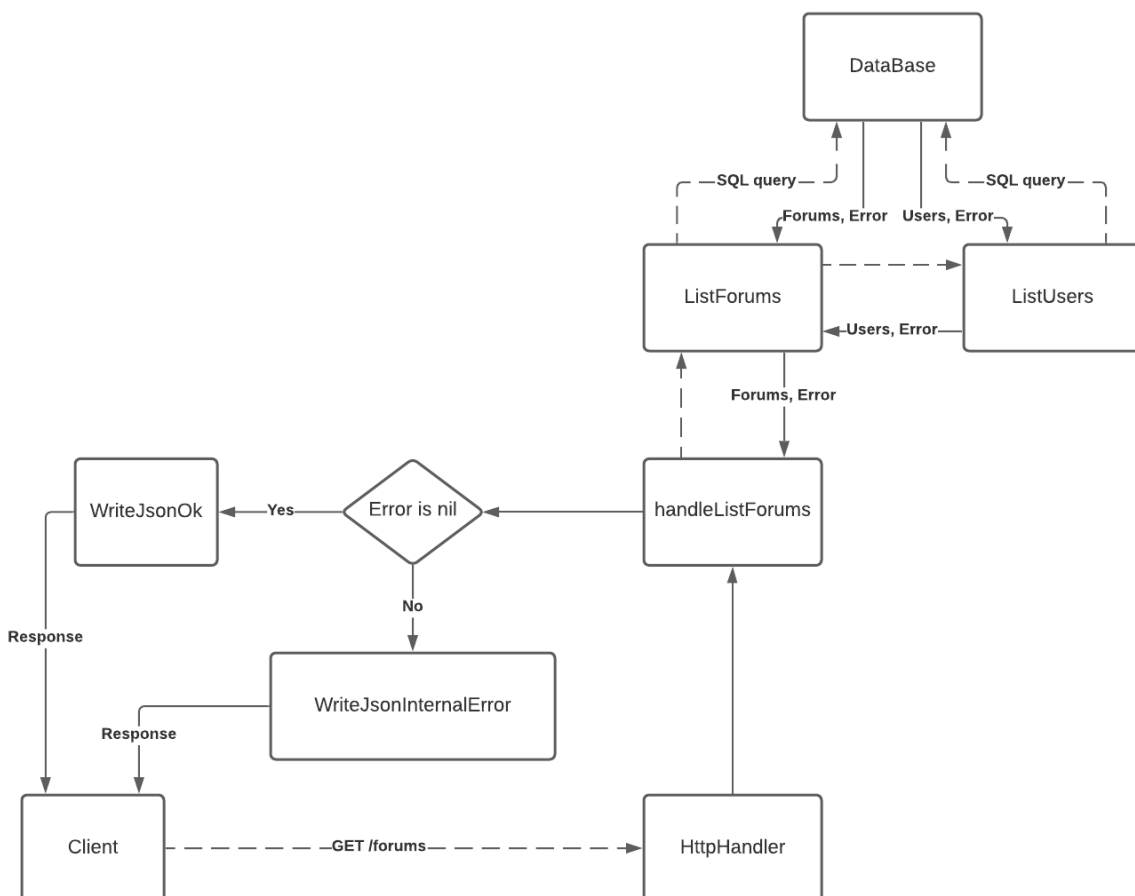 DataBase
SQL query
SQL query
Forums, Error
Users, Error
ListForums
ListUsers
Users, Error
Forums, Error
WriteJsonOk
Yes
Error is nil
handleListForums
No
Response
WriteJsonInternalError
Response
Client
GET /forums
HttpHandler